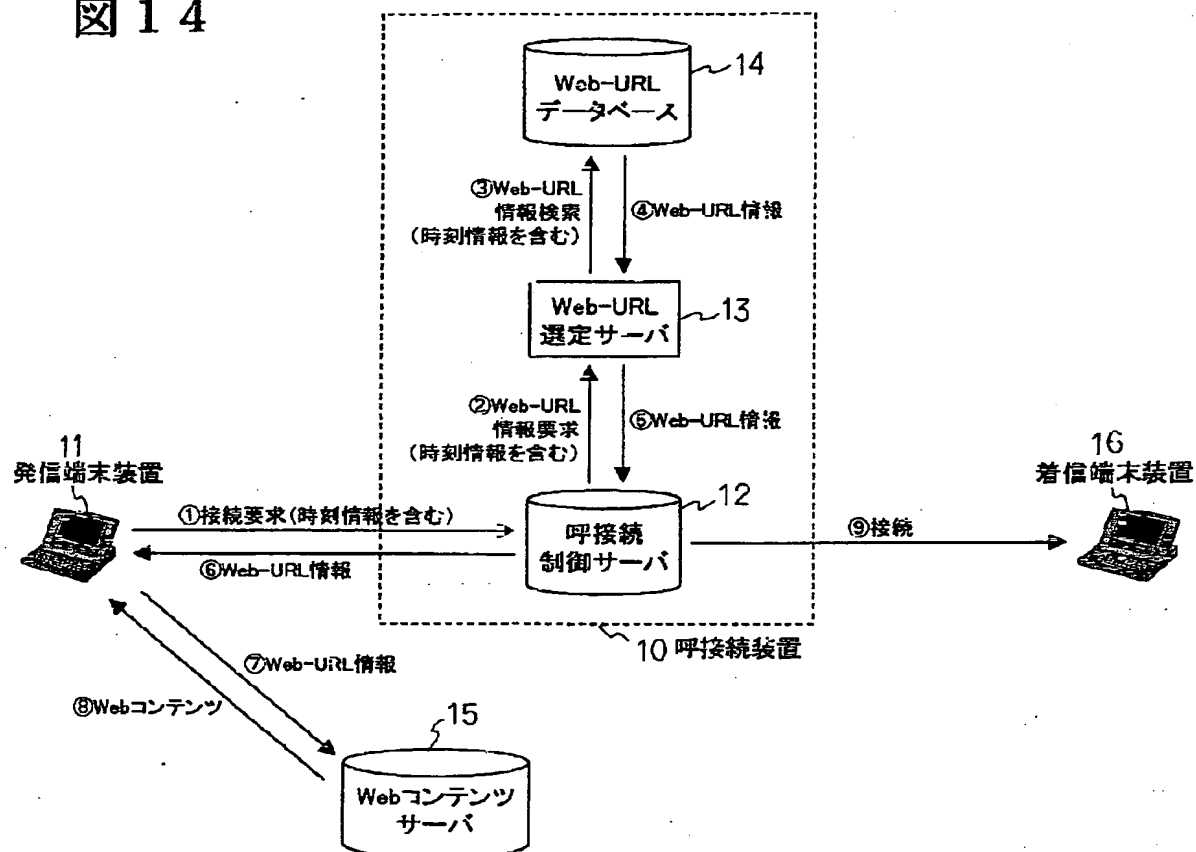 図14
14
Web-URL
データベース
③Web-URL
情報検索
(時刻情報を含む)
④Web-URL情報
Web-URL
選定サーバ
13
②Web-URL
情報要求
(時刻情報を含む)
⑤Web-URL情報
11
発信端末装置
①接続要求(時刻情報を含む)
⑥Web-URL情報
12
呼接続
制御サーバ
⑨接続
16
着信端末装置
10 呼接続装置
⑦Web-URL情報
⑧Webコンテンツ
15
Webコンテンツ
サーバ